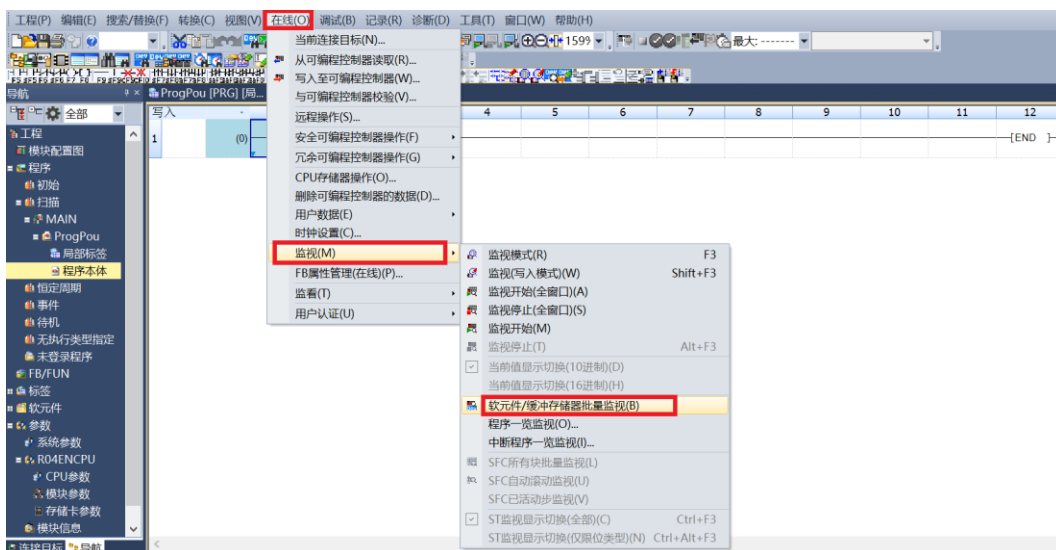 工程(P) 编辑(E) 搜索/替换(F) 转换(C) 视图(V) 在线(O) 调试(B) 记录(R) 诊断(D) 工具(T) 窗口(W) 帮助(H)
1599 最大: -------
导航
ProgPou [PRG] [局...
全部
写入 4 5 6 7 8 9 10 11 12
1 (0) [END ]
工程
模块配置图
程序
初始
扫描
MAIN
ProgPou
局部标签
程序本体
恒定周期
事件
待机
无执行类型指定
未登录程序
FB/FUN
标签
软元件
参数
系统参数
R04ENCPU
CPU参数
模块参数
存储卡参数
模块信息
连接目标 导航
当前连接目标(N)...
从可编程控制器读取(R)...
写入至可编程控制器(W)...
与可编程控制器校验(V)...
远程操作(S)...
安全可编程控制器操作(F)
冗余可编程控制器操作(G)
CPU存储器操作(O)...
删除可编程控制器的数据(D)...
用户数据(E)
时钟设置(C)...
监视(M)
FB属性管理(在线)(P)...
监看(T)
用户认证(U)
监视模式(R) F3
监视(写入模式)(W) Shift+F3
监视开始(全窗口)(A)
监视停止(全窗口)(S)
监视开始(M)
监视停止(T) Alt+F3
当前值显示切换(10进制)(D)
当前值显示切换(16进制)(H)
软元件/缓冲存储器批量监视(B)
程序一览监视(O)...
中断程序一览监视(I)...
SFC所有块批量监视(L)
SFC自动滚动监视(U)
SFC已活动步监视(V)
ST监视显示切换(全部)(C) Ctrl+F3
ST监视显示切换(仅限位类型)(N) Ctrl+Alt+F3